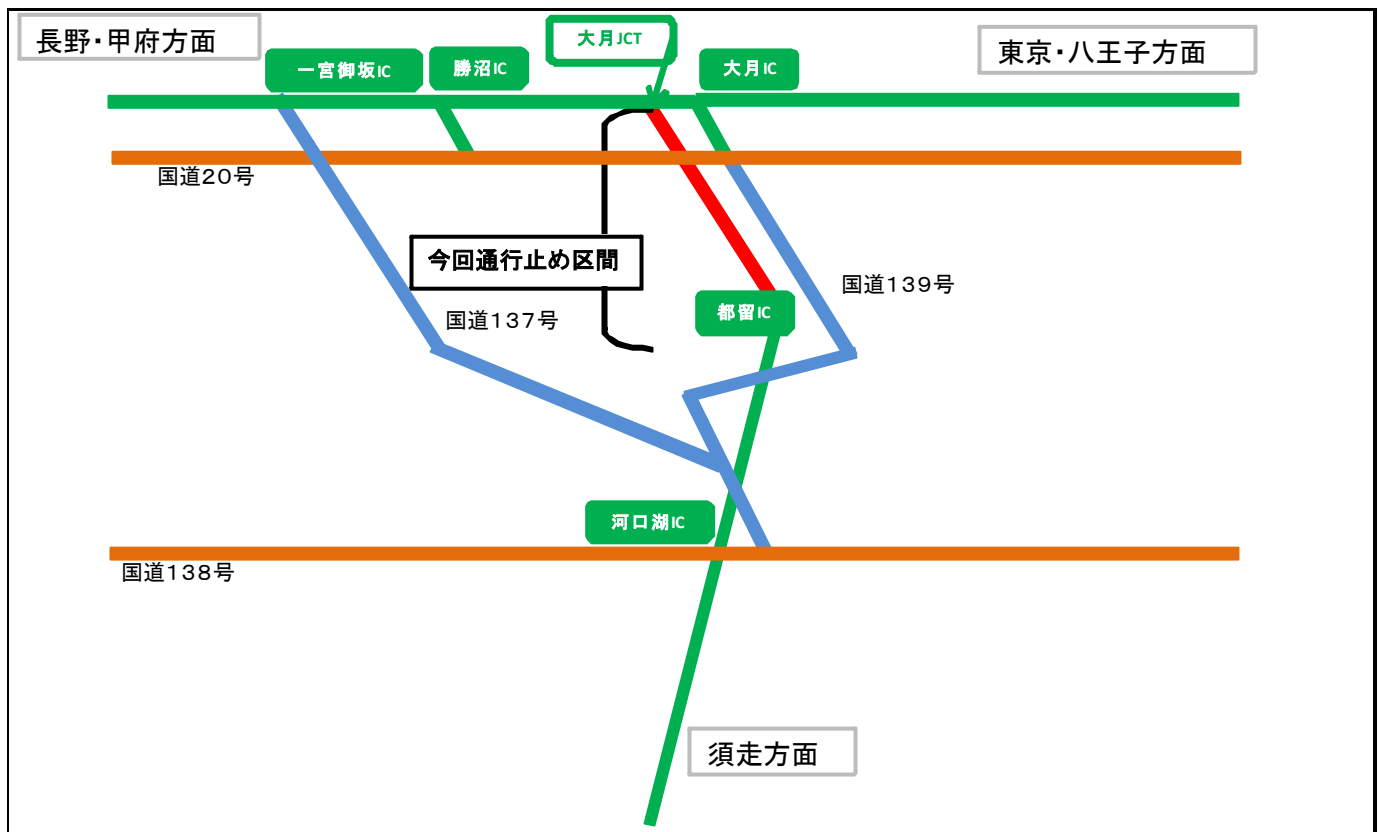 長野・甲府方面
大月JCT
東京・八王子方面
一宮御坂IC
勝沼IC
大月IC
国道20号
今回通行止め区間
国道139号
都留IC
国道137号
河口湖IC
国道138号
須走方面